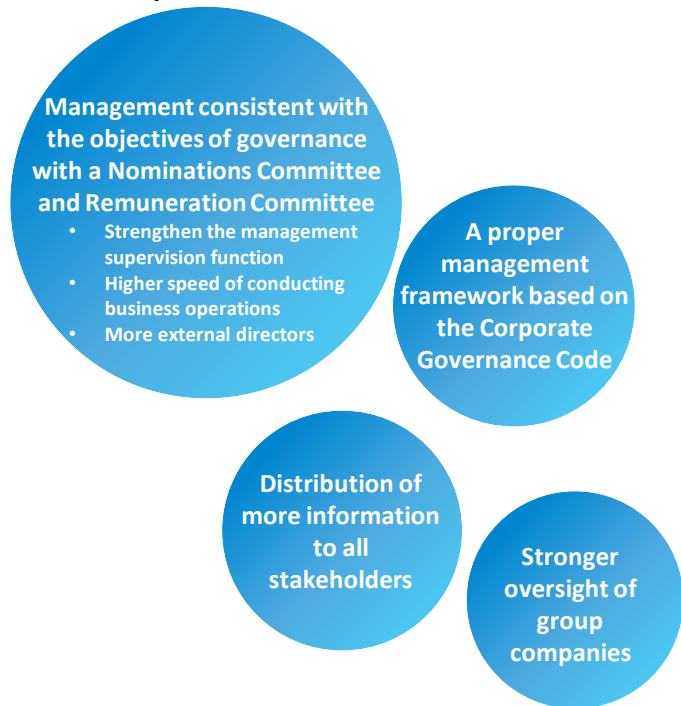 Management consistent with
the objectives of governance
with a Nominations Committee
and Remuneration Committee
• Strengthen the management
supervision function
• Higher speed of conducting
business operations
• More external directors
A proper
management
framework based on
the Corporate
Governance Code
Distribution of
more information
to all
stakeholders
Stronger
oversight of
group
companies